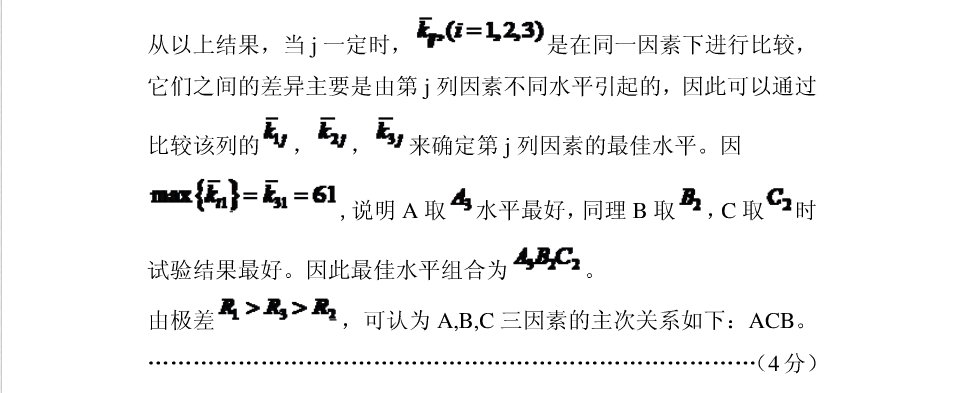 从以上结果，当 j 一定时，k̄ᵢⱼ(i=1,2,3)是在同一因素下进行比较，
它们之间的差异主要是由第 j 列因素不同水平引起的，因此可以通过
比较该列的 k̄₁ⱼ，k̄₂ⱼ，k̄₃ⱼ 来确定第 j 列因素的最佳水平。因
max{k̄ᵢ₁}=k̄₃₁=61,说明 A 取 A₃ 水平最好，同理 B 取 B₂，C 取 C₂ 时
试验结果最好。因此最佳水平组合为 A₃B₂C₂。
由极差 R₁>R₃>R₂，可认为 A,B,C 三因素的主次关系如下：ACB。
………………………………………………………………………（4 分）